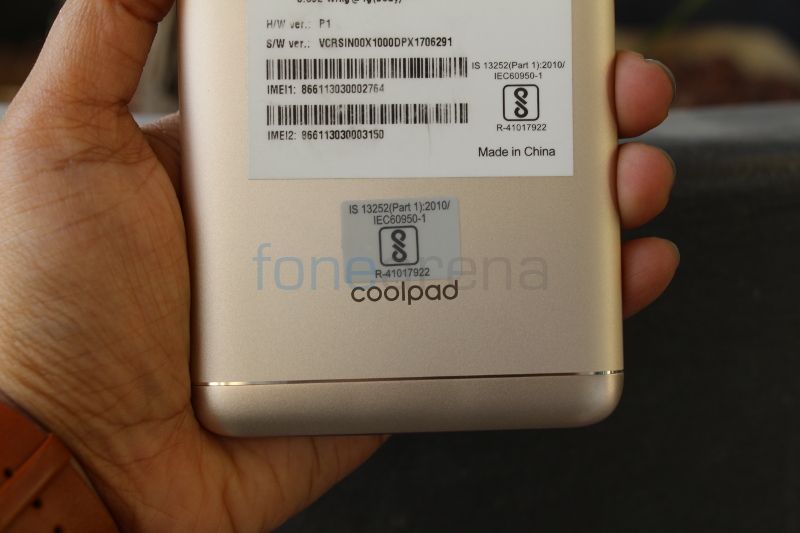 H/W ver.: P1
S/W ver.: VCRSIN00X1000DPX1706291
IMEI1: 866113030002764
IMEI2: 866113030003150
IS 13252(Part 1):2010/
IEC60950-1
R-41017922
Made in China
IS 13252(Part 1):2010/
IEC60950-1
R-41017922
fonearena
coolpad